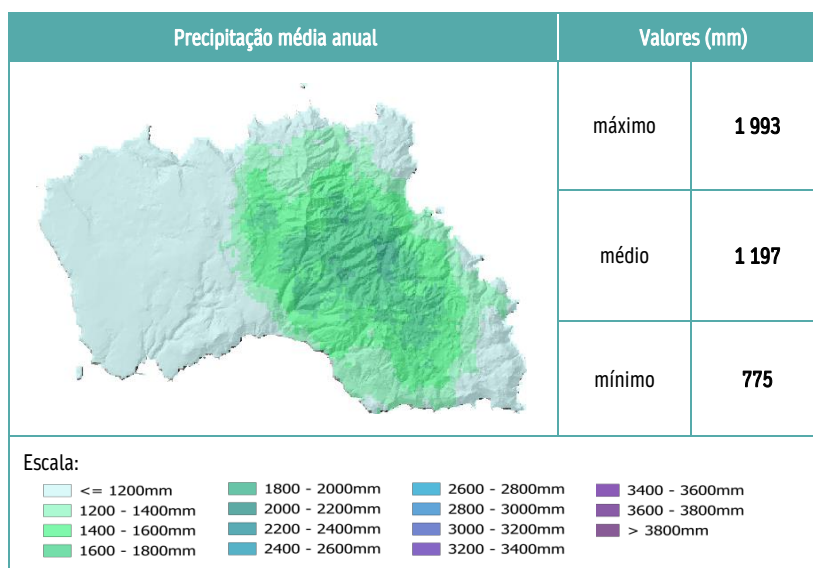 Precipitação média anual
Valores (mm)
máximo
1 993
médio
1 197
mínimo
775
Escala:
<= 1200mm
1200 - 1400mm
1400 - 1600mm
1600 - 1800mm
1800 - 2000mm
2000 - 2200mm
2200 - 2400mm
2400 - 2600mm
2600 - 2800mm
2800 - 3000mm
3000 - 3200mm
3200 - 3400mm
3400 - 3600mm
3600 - 3800mm
> 3800mm